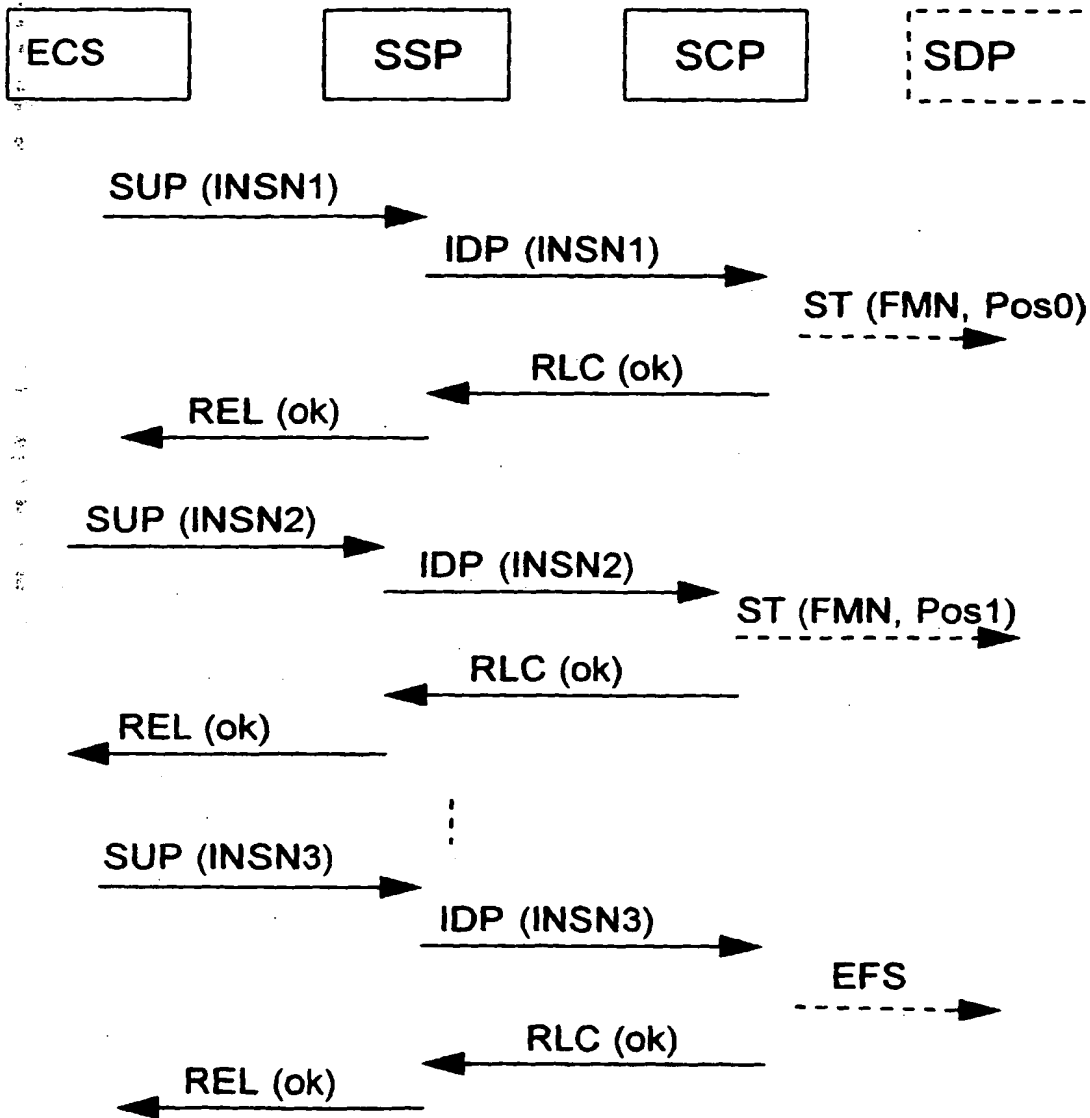 ECS SSP SCP SDP
SUP (INSN1)
IDP (INSN1)
ST (FMN, Pos0)
RLC (ok)
REL (ok)
SUP (INSN2)
IDP (INSN2)
ST (FMN, Pos1)
RLC (ok)
REL (ok)
SUP (INSN3)
IDP (INSN3)
EFS
RLC (ok)
REL (ok)